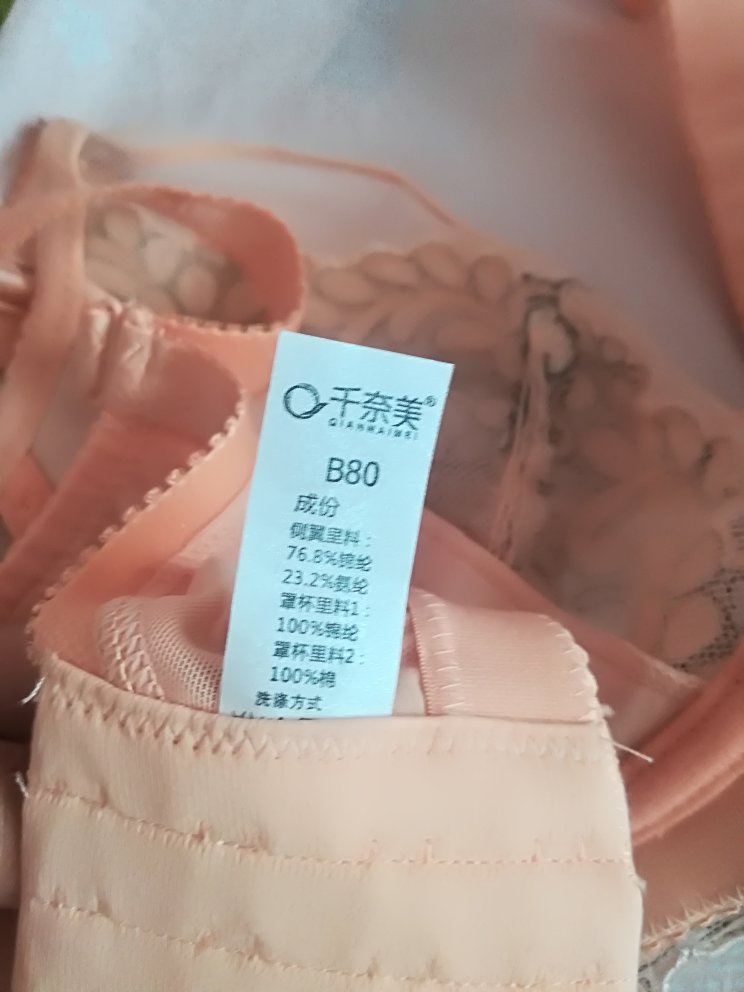 千奈美®
QIANNAIMEI
B80
成份
侧翼里料：
76.8%锦纶
23.2%氨纶
罩杯里料1：
100%锦纶
罩杯里料2：
100%棉
洗涤方式